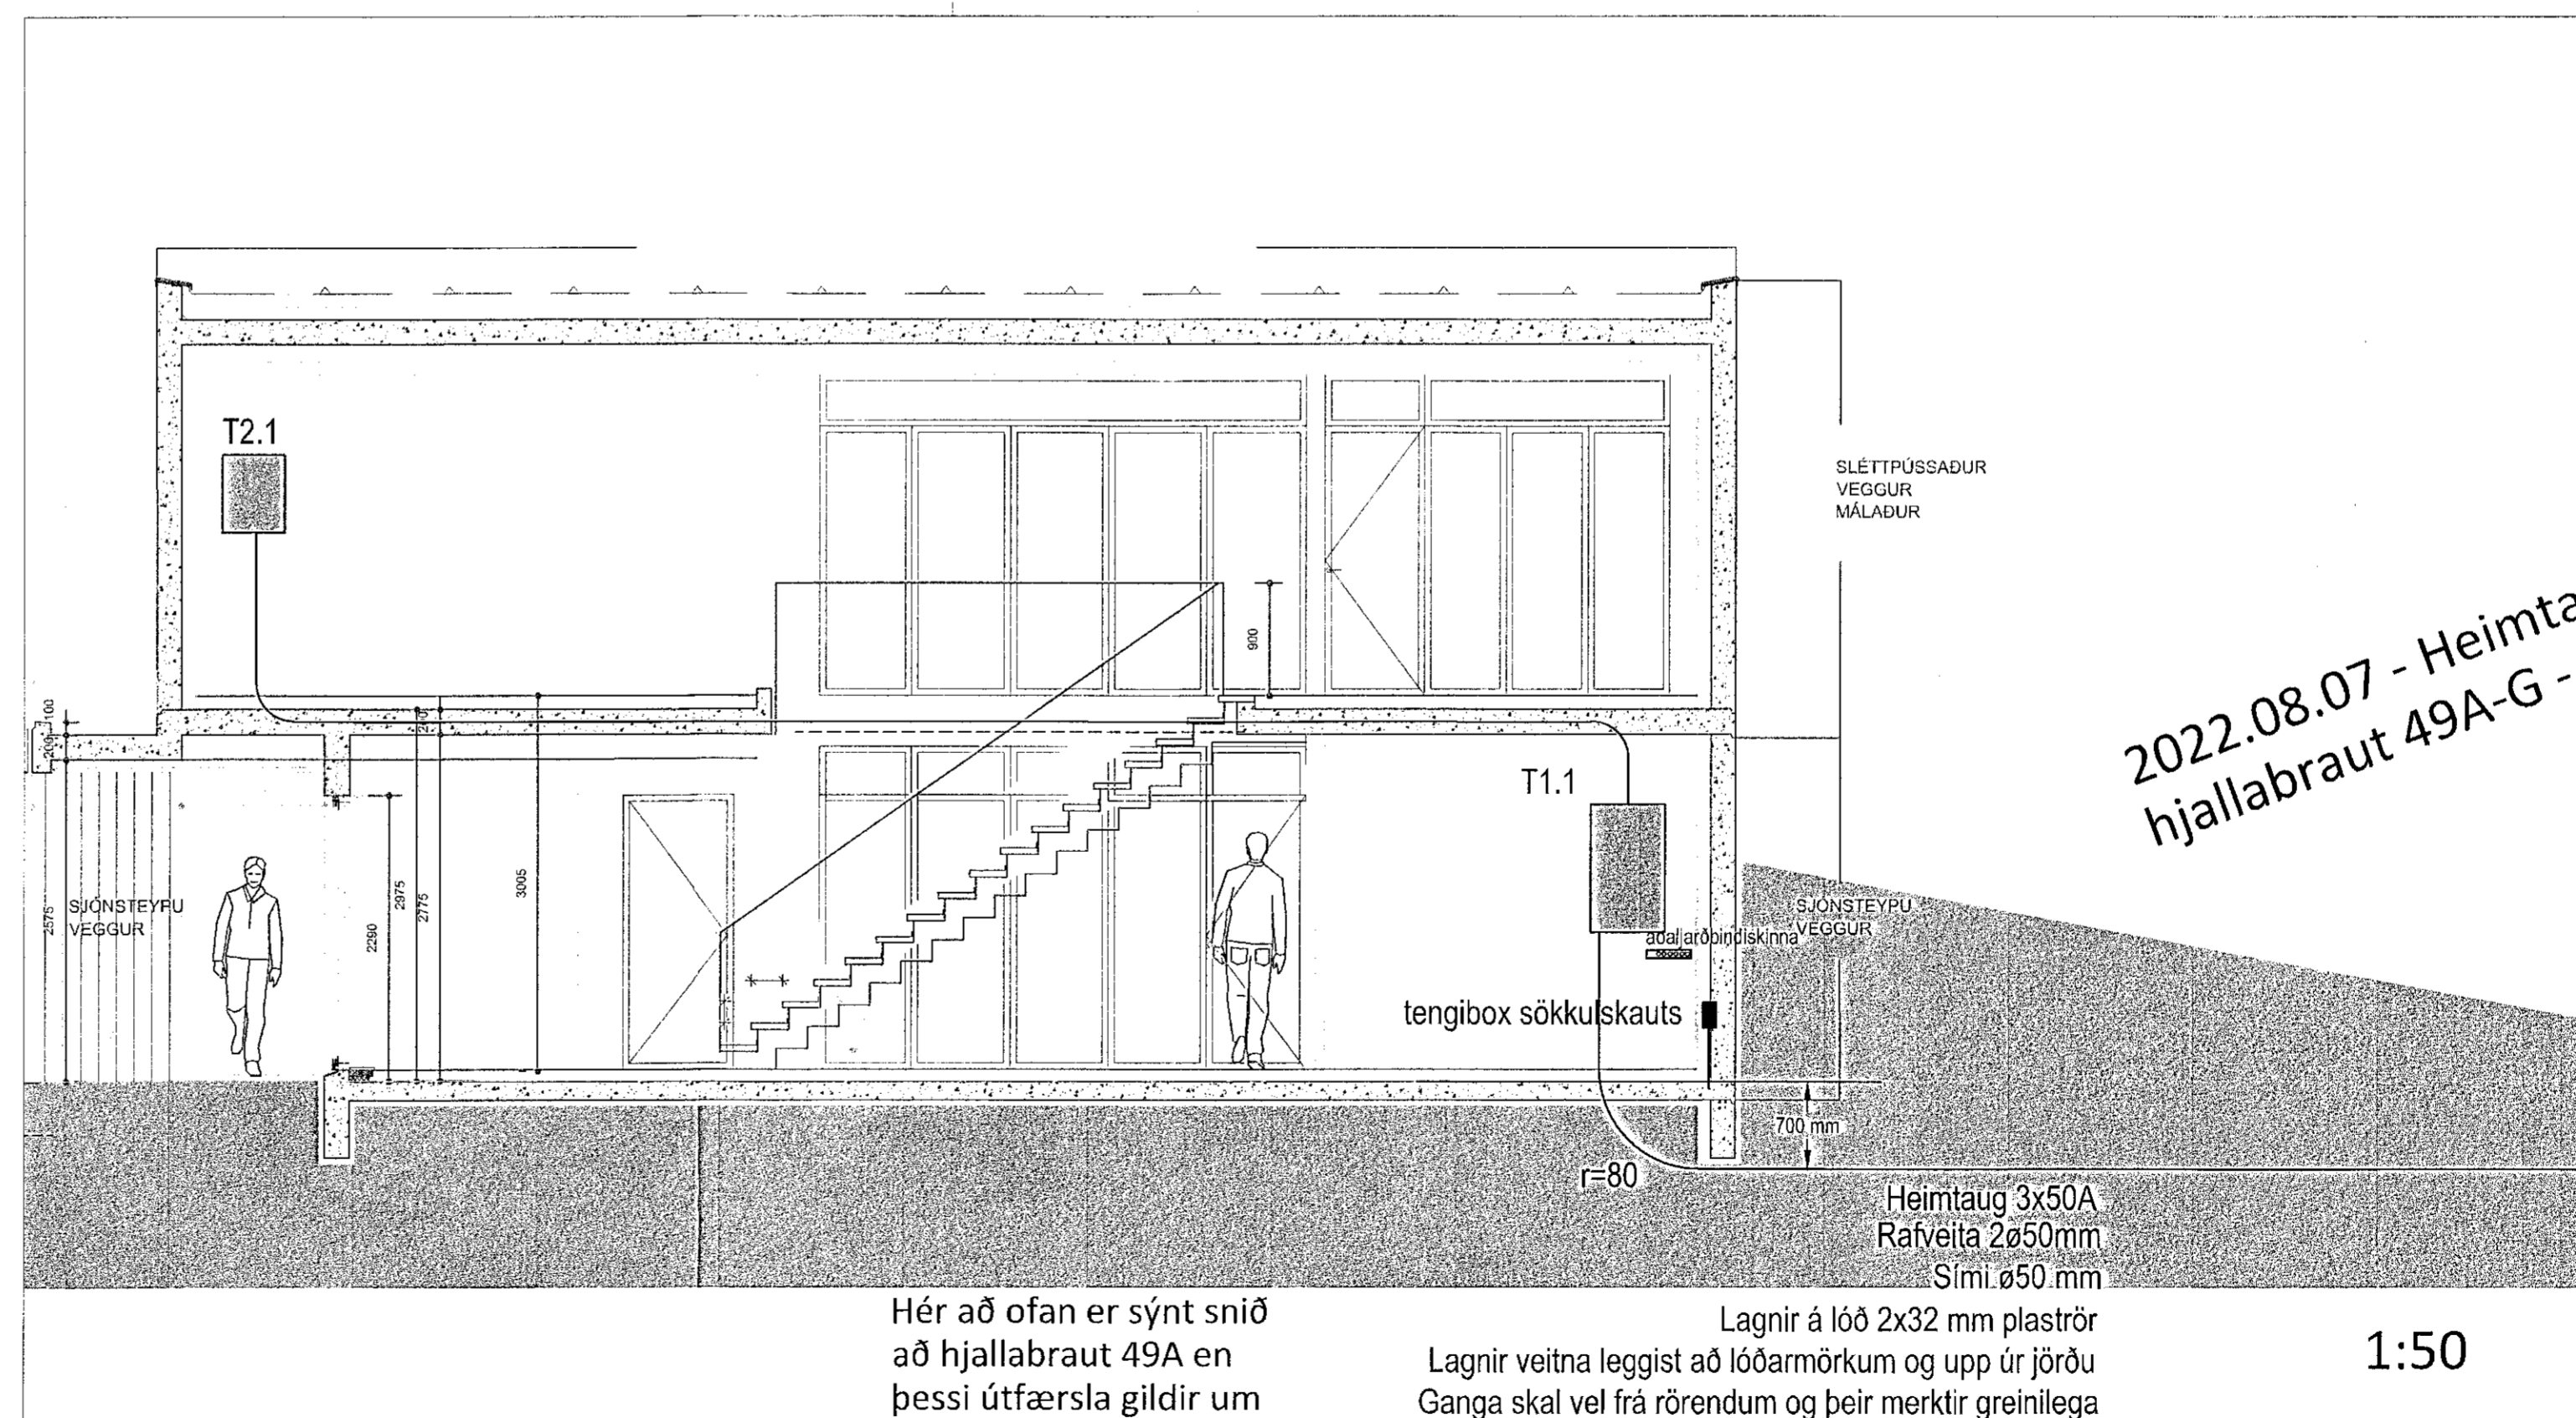 T2.1
SLÉTTPÚSSAÐUR
VEGGUR
MÁLAÐUR
900
100
200
2022.08.07 - Heimta
hjallabraut 49A-G -
T1.1
2575
SJÓNSTEYPU
VEGGUR
2290
2975
2775
3005
SJÓNSTEYPU
VEGGUR
aðaljarðbindiskinna
tengibox sökkulskauts
700 mm
r=80
Heimtaug 3x50A
Rafveita 2ø50mm
Sími ø50 mm
Hér að ofan er sýnt snið
að hjallabraut 49A en
þessi útfærsla gildir um
Lagnir á lóð 2x32 mm plaströr
Lagnir veitna leggist að lóðarmörkum og upp úr jörðu
Ganga skal vel frá rörendum og þeir merktir greinilega
1:50